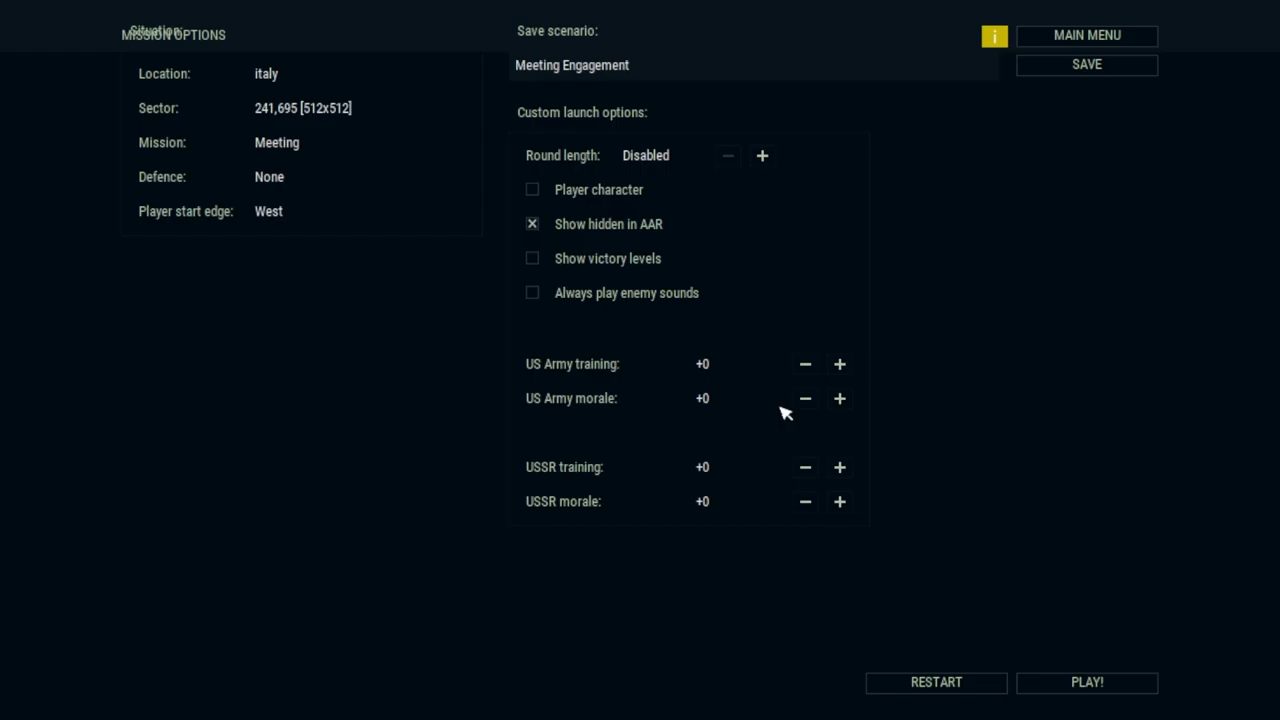 Situation:
MISSION OPTIONS
Location: italy
Sector: 241,695 [512x512]
Mission: Meeting
Defence: None
Player start edge: West
Save scenario:
Meeting Engagement
i
MAIN MENU
SAVE
Custom launch options:
Round length: Disabled − +
Player character
X Show hidden in AAR
Show victory levels
Always play enemy sounds
US Army training: +0 − +
US Army morale: +0 − +
USSR training: +0 − +
USSR morale: +0 − +
RESTART
PLAY!